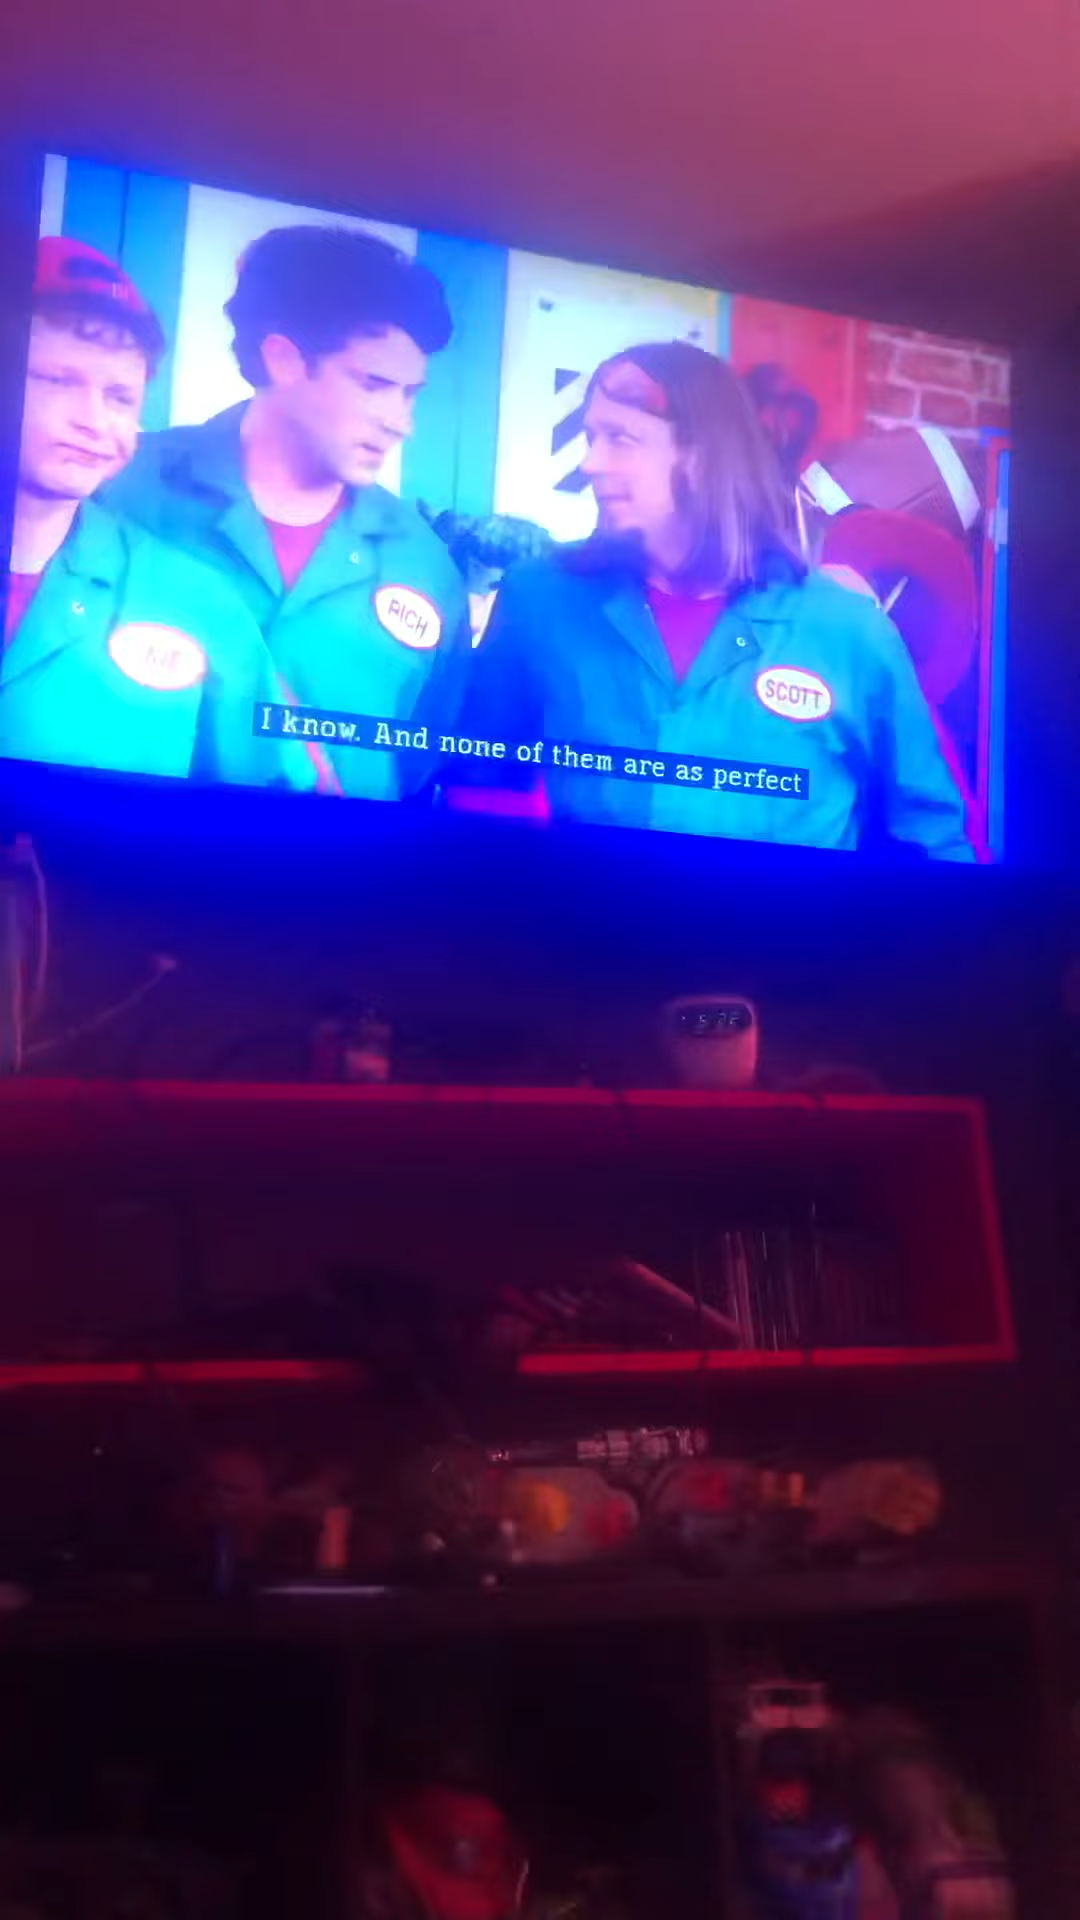 RICH
SCOTT
I know. And none of them are as perfect